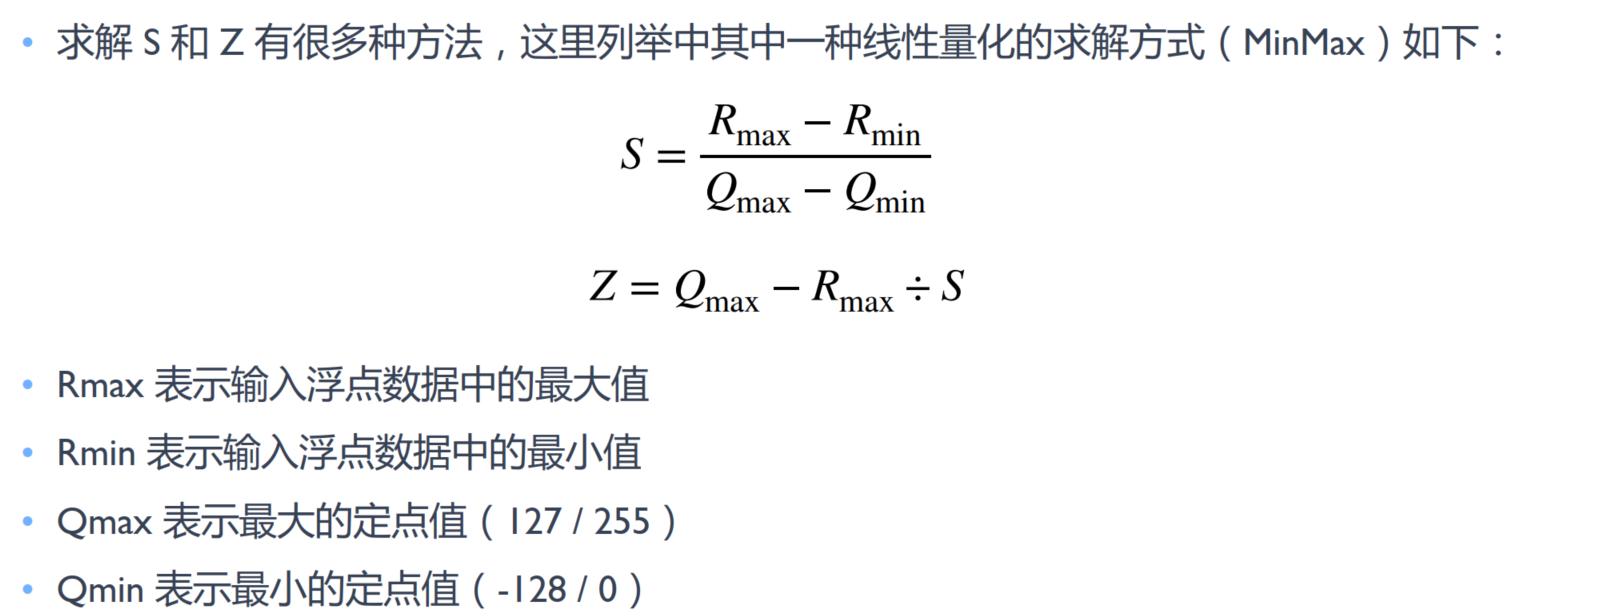 • 求解 S 和 Z 有很多种方法，这里列举中其中一种线性量化的求解方式（MinMax）如下：
S = \frac{R_{max} − R_{min}}{Q_{max} − Q_{min}}
Z = Q_{max} − R_{max} ÷ S
• Rmax 表示输入浮点数据中的最大值
• Rmin 表示输入浮点数据中的最小值
• Qmax 表示最大的定点值（127 / 255）
• Qmin 表示最小的定点值（-128 / 0）